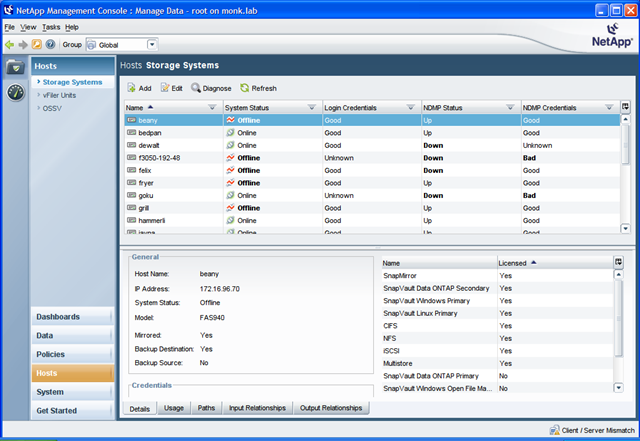 NetApp Management Console : Manage Data - root on monk.lab
File View Tasks Help
Group Global
NetApp
Hosts
Storage Systems
vFiler Units
OSSV
Dashboards
Data
Policies
Hosts
System
Get Started
Hosts Storage Systems
Add Edit Diagnose Refresh
Name System Status Login Credentials NDMP Status NDMP Credentials
beany Offline Good Up Good
bedpan Online Good Up Good
dewalt Online Good Down Unknown
f3050-192-48 Offline Unknown Down Bad
felix Offline Good Down Good
fryer Offline Good Up Good
goku Online Unknown Down Bad
grill Offline Good Up Good
hammerli Online Good Up Good
General
Host Name: beany
IP Address: 172.16.96.70
System Status: Offline
Model: FAS940
Mirrored: Yes
Backup Destination: Yes
Backup Source: No
Credentials
Name Licensed
SnapMirror Yes
SnapVault Data ONTAP Secondary Yes
SnapVault Windows Primary Yes
SnapVault Linux Primary Yes
CIFS Yes
NFS Yes
iSCSI Yes
Multistore Yes
SnapVault Data ONTAP Primary No
SnapVault Windows Open File Ma... No
Details Usage Paths Input Relationships Output Relationships
Client / Server Mismatch